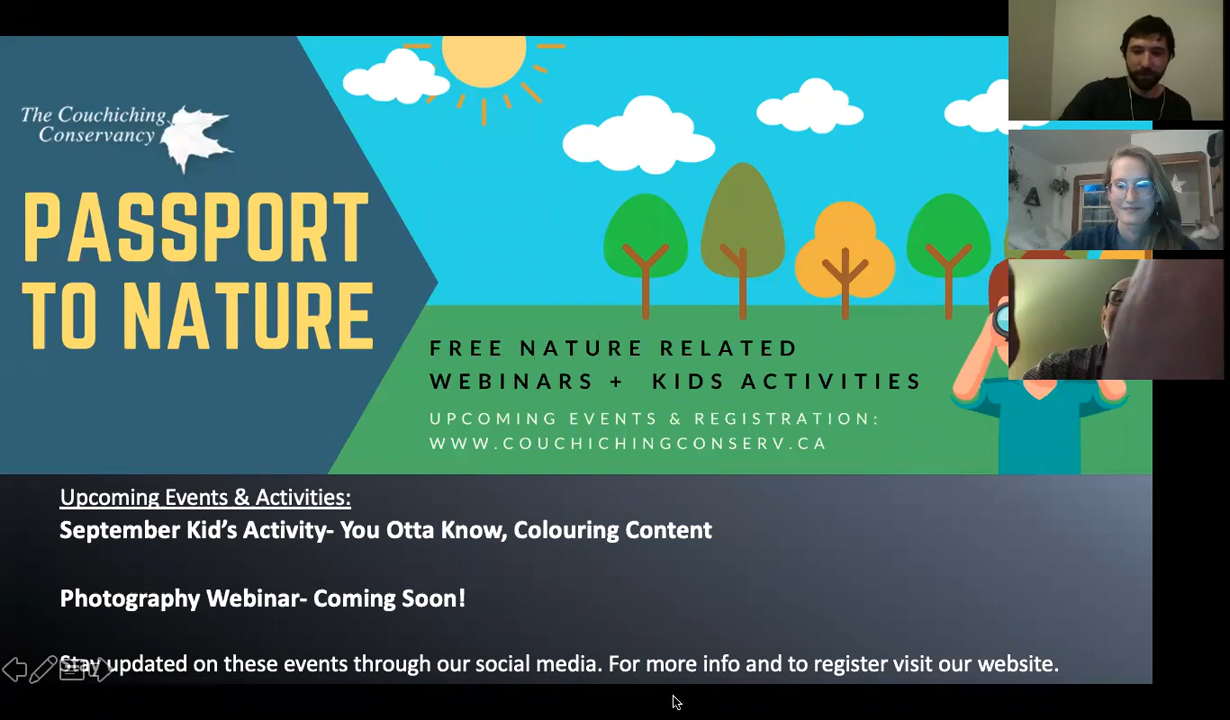 The Couchiching
Conservancy
PASSPORT
TO NATURE
FREE NATURE RELATED
WEBINARS + KIDS ACTIVITIES
UPCOMING EVENTS & REGISTRATION:
WWW.COUCHICHINGCONSERV.CA
Upcoming Events & Activities:
September Kid's Activity- You Otta Know, Colouring Content
Photography Webinar- Coming Soon!
Stay updated on these events through our social media. For more info and to register visit our website.